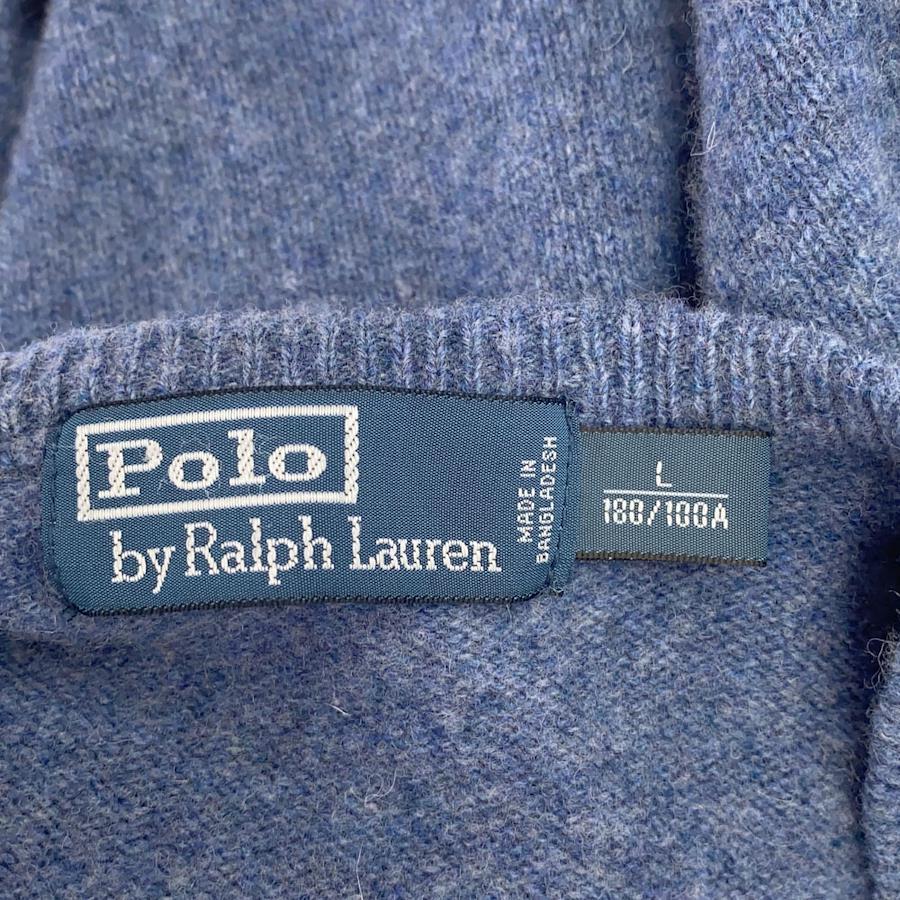 Polo
by Ralph Lauren
MADE IN
BANGLADESH
L
180/100A